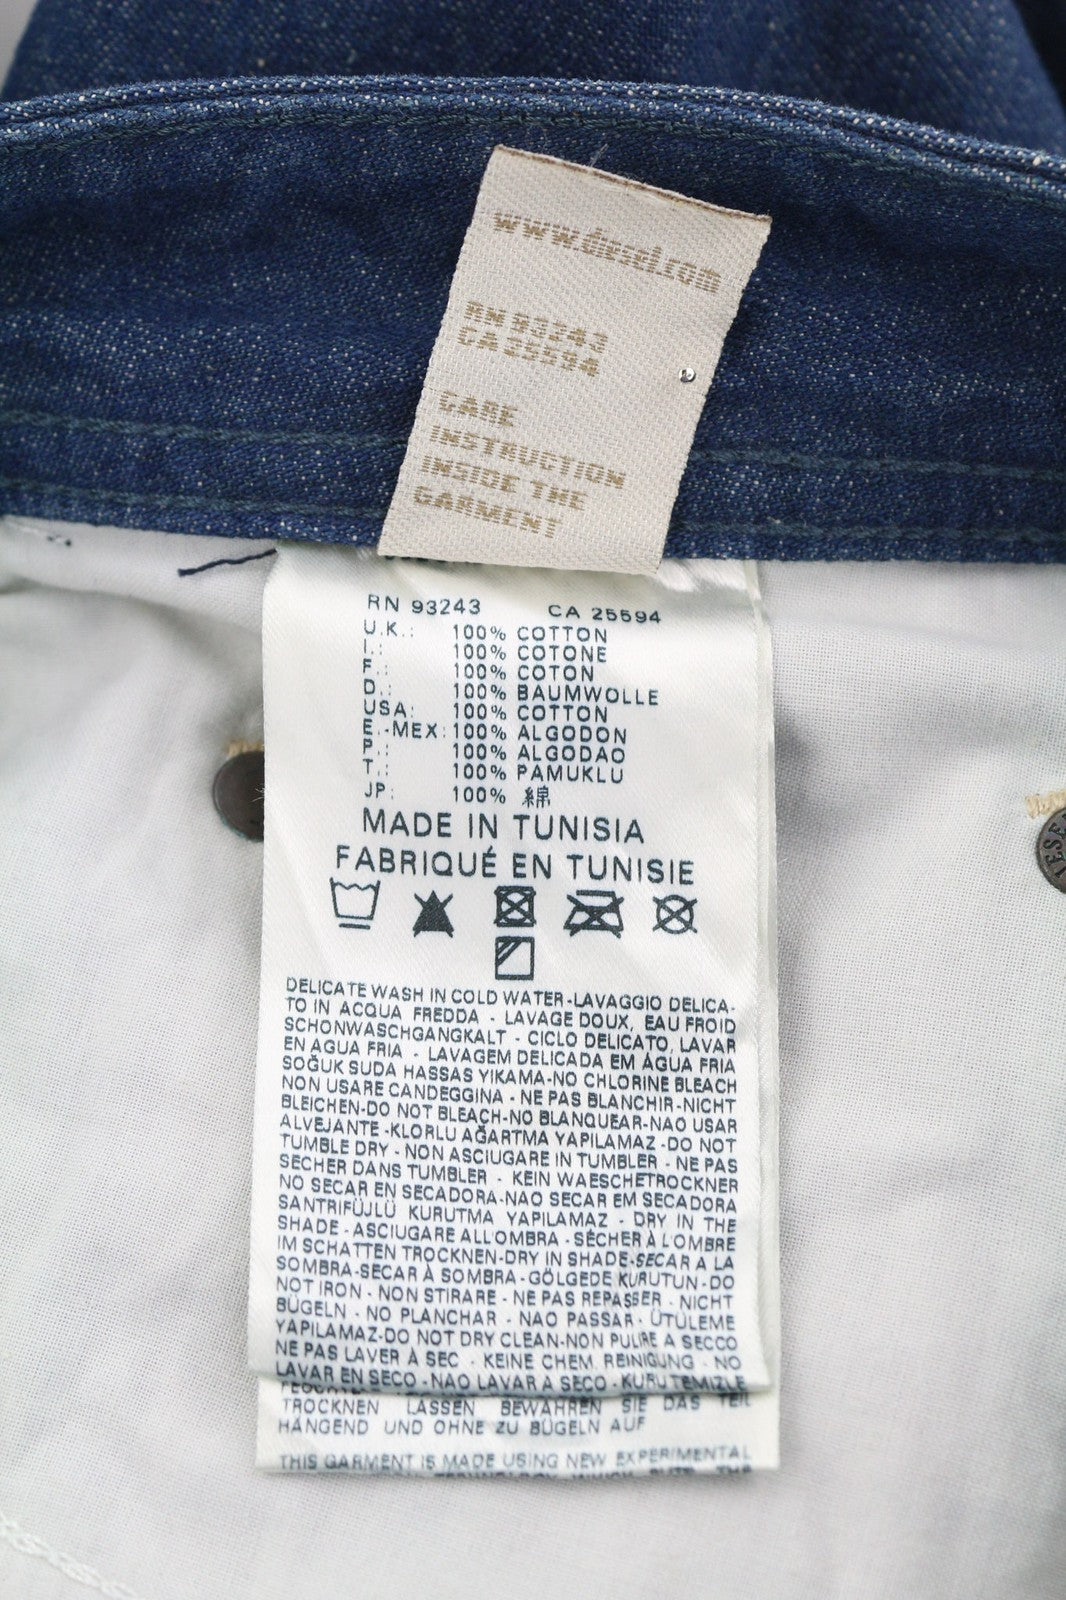 www.diesel.com
RN 93243
CA 25594
CARE
INSTRUCTION
INSIDE THE
GARMENT
RN 93243 CA 25594
U.K.: 100% COTTON
I.: 100% COTONE
F.: 100% COTON
D.: 100% BAUMWOLLE
USA: 100% COTTON
E.-MEX: 100% ALGODON
P.: 100% ALGODAO
T.: 100% PAMUKLU
JP: 100% 綿
MADE IN TUNISIA
FABRIQUÉ EN TUNISIE
DELICATE WASH IN COLD WATER-LAVAGGIO DELICA-
TO IN ACQUA FREDDA - LAVAGE DOUX, EAU FROID
SCHONWASCHGANGKALT - CICLO DELICATO, LAVAR
EN AGUA FRIA - LAVAGEM DELICADA EM ÁGUA FRIA
SOĞUK SUDA HASSAS YIKAMA-NO CHLORINE BLEACH
NON USARE CANDEGGINA - NE PAS BLANCHIR-NICHT
BLEICHEN-DO NOT BLEACH-NO BLANQUEAR-NAO USAR
ALVEJANTE -KLORLU AĞARTMA YAPILAMAZ -DO NOT
TUMBLE DRY - NON ASCIUGARE IN TUMBLER - NE PAS
SÈCHER DANS TUMBLER - KEIN WAESCHETROCKNER
NO SECAR EN SECADORA-NAO SECAR EM SECADORA
SANTRIFÜJLÜ KURUTMA YAPILAMAZ - DRY IN THE
SHADE - ASCIUGARE ALL'OMBRA - SÈCHER À L'OMBRE
IM SCHATTEN TROCKNEN-DRY IN SHADE-SECAR A LA
SOMBRA-SECAR À SOMBRA - GÖLGEDE KURUTUN - DO
NOT IRON - NON STIRARE - NE PAS REPASSER - NICHT
BÜGELN - NO PLANCHAR - NAO PASSAR - ÜTÜLEME
YAPILAMAZ-DO NOT DRY CLEAN-NON PULIRE A SECCO
NE PAS LAVER À SEC - KEINE CHEM. REINIGUNG - NO
LAVAR EN SECO - NAO LAVAR A SECO - KURUTEMIZLE
TROCKNEN LASSEN BEWAHREN SIE DAS TEIL
HÄNGEND UND OHNE ZU BÜGELN AUF
THIS GARMENT IS MADE USING NEW EXPERIMENTAL
TECHNOLOGY WHICH PUTS THE